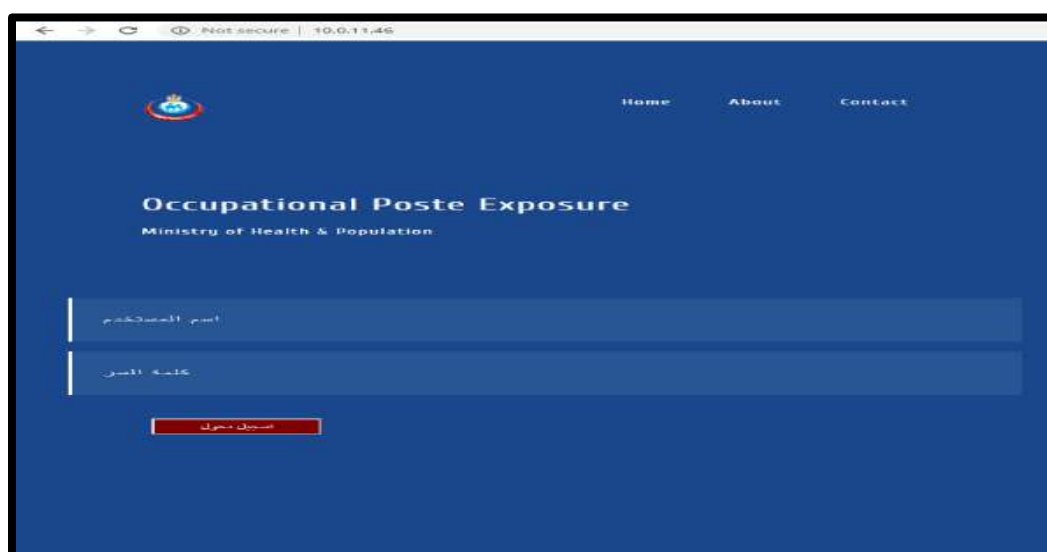 Not secure | 10.0.11.46
Home About Contact
Occupational Poste Exposure
Ministry of Health & Population
اسم المستخدم
كلمة السر
تسجيل دخول